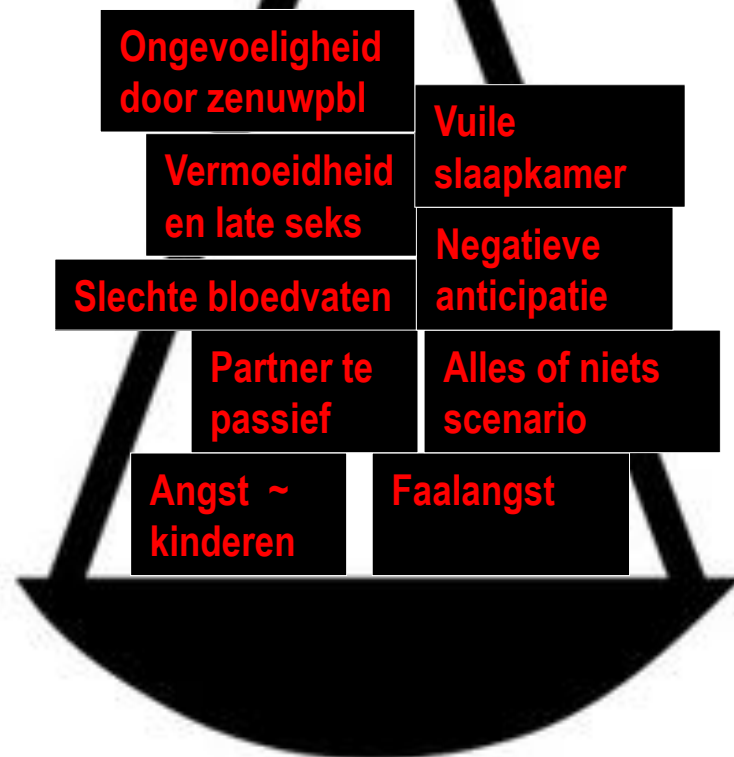 Ongevoeligheid
door zenuwpbl
Vuile
slaapkamer
Vermoeidheid
en late seks
Negatieve
anticipatie
Slechte bloedvaten
Partner te
passief
Alles of niets
scenario
Angst ~
kinderen
Faalangst